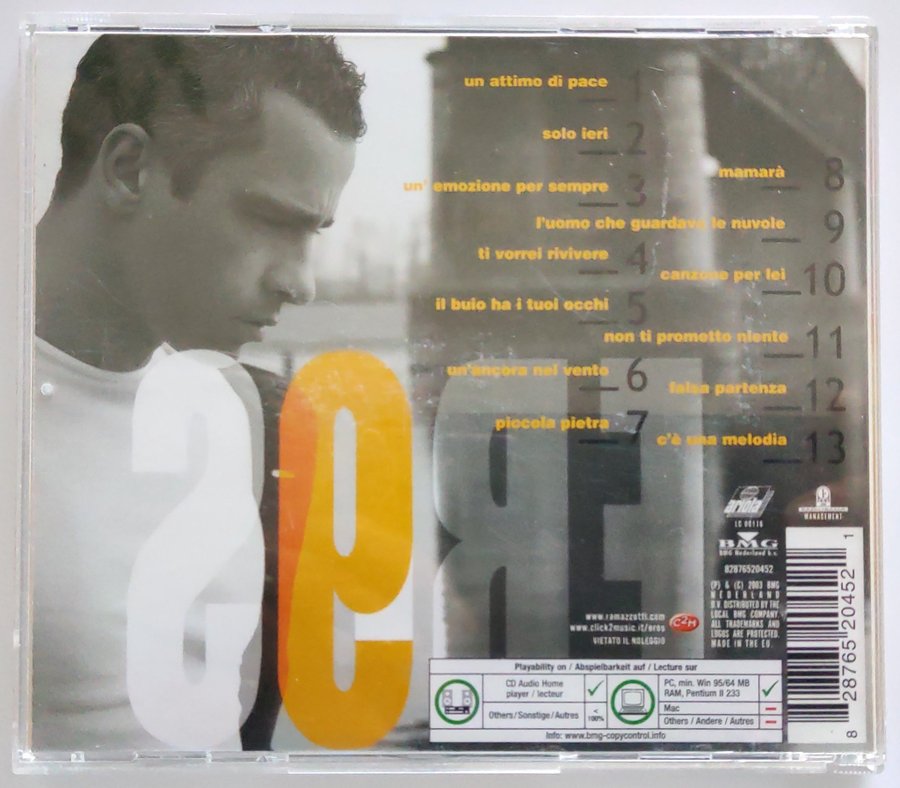 un attimo di pace 1
solo ieri 2
un' emozione per sempre 3
ti vorrei rivivere 4
il buio ha i tuoi occhi 5
un'ancora nel vento 6
piccola pietra 7
mamarà 8
l'uomo che guardava le nuvole 9
canzone per lei 10
non ti prometto niente 11
falsa partenza 12
c'è una melodia 13
9
ariola
LC 00116
BMG
BMG Nederland b.v.
82876520452
MANAGEMENT
(P) & (C) 2003 BMG
NEDERLAND
B.V. DISTRIBUTED BY THE
LOCAL BMG COMPANY.
ALL TRADEMARKS AND
LOGOS ARE PROTECTED.
MADE IN THE EU.
www.ramazzotti.com
www.click2music.it/eros
VIETATO IL NOLEGGIO
C2M
Playability on / Abspielbarkeit auf / Lecture sur
CD Audio Home
player / lecteur
Others / Sonstige / Autres
< 100%
PC, min. Win 95/64 MB
RAM, Pentium II 233
Mac
Others / Andere / Autres
Info: www.bmg-copycontrol.info
8 28765 20452 1